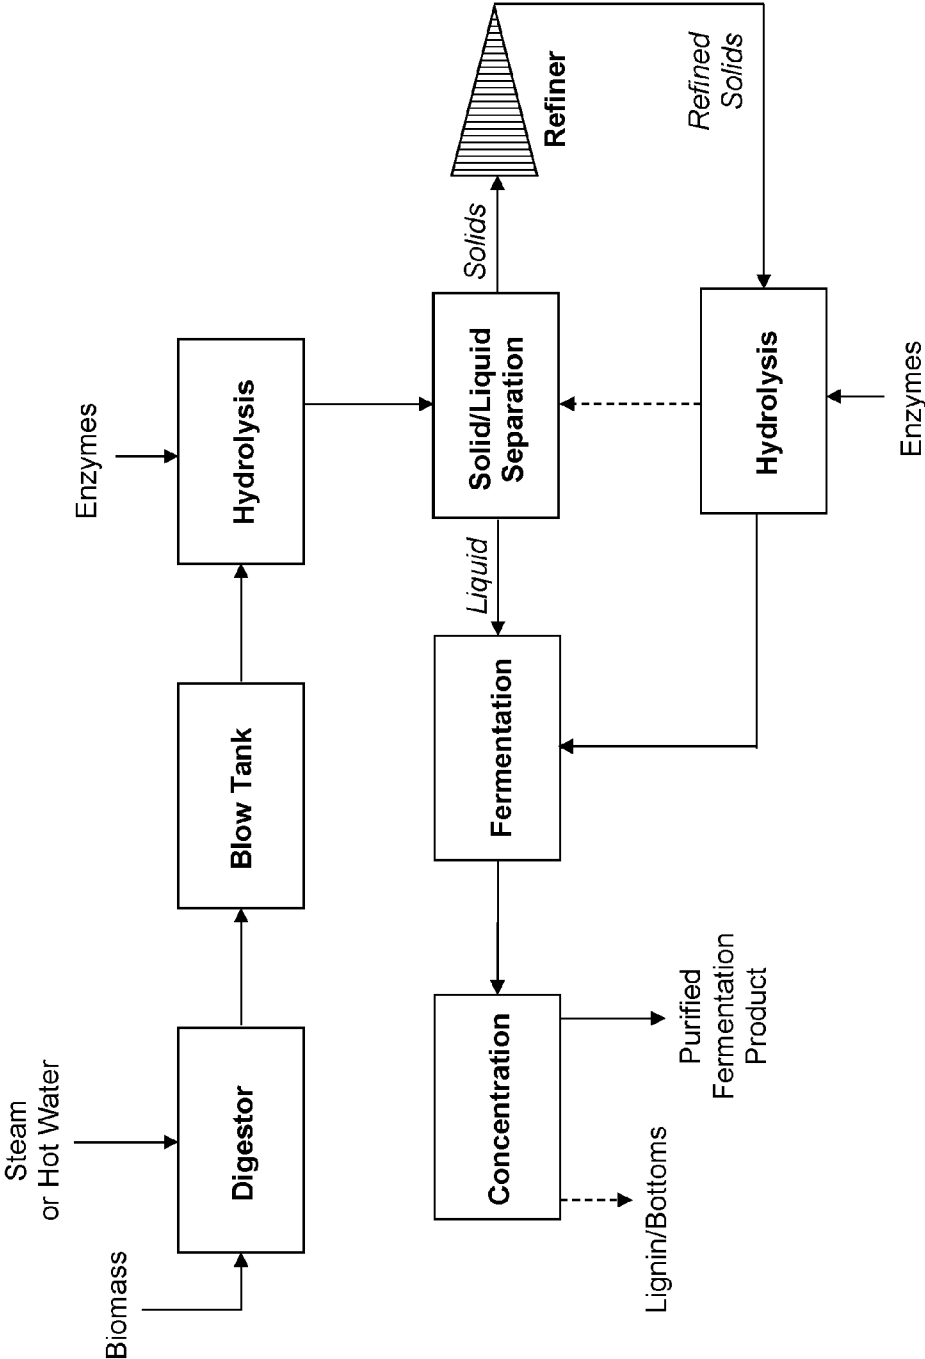 Biomass
Steam
or Hot Water
Digestor
Blow Tank
Enzymes
Hydrolysis
Concentration
Fermentation
Liquid
Solid/Liquid
Separation
Solids
Refiner
Refined
Solids
Hydrolysis
Enzymes
Lignin/Bottoms
Purified
Fermentation
Product